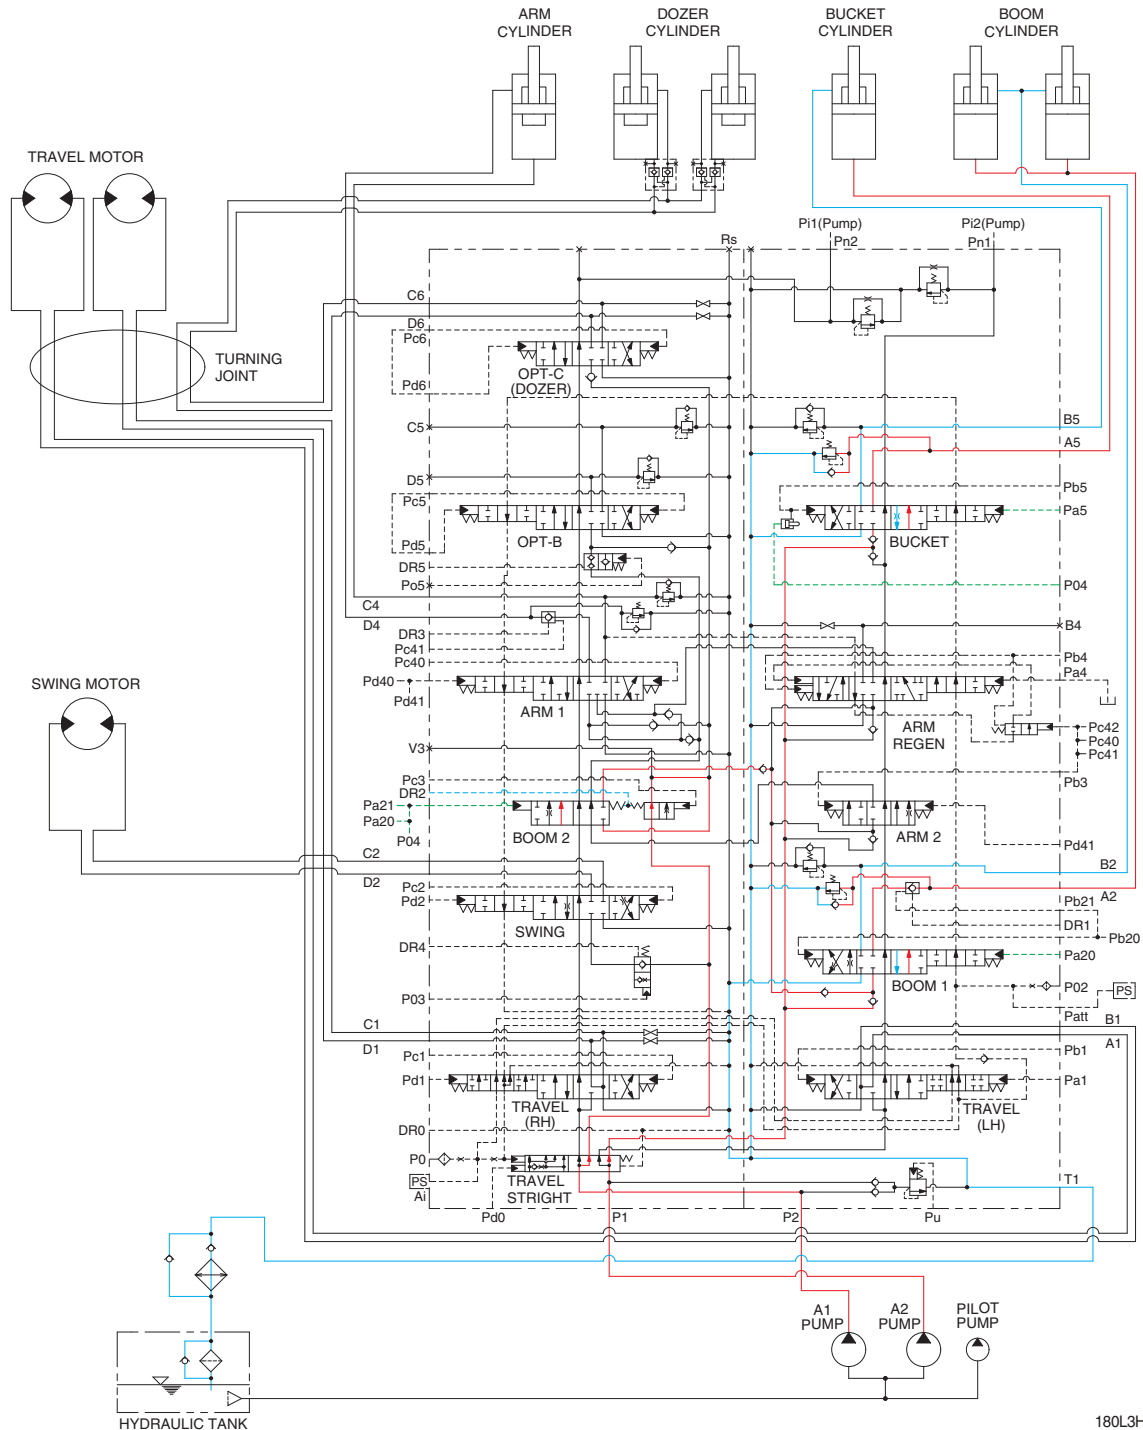 ARM
CYLINDER
DOZER
CYLINDER
BUCKET
CYLINDER
BOOM
CYLINDER
TRAVEL MOTOR
TURNING
JOINT
SWING MOTOR
Rs
Pi1(Pump)
Pn2
Pi2(Pump)
Pn1
C6
D6
Pc6
Pd6
OPT-C
(DOZER)
C5
D5
Pc5
Pd5
OPT-B
DR5
Po5
C4
D4
DR3
Pc41
Pc40
Pd40
Pd41
ARM 1
V3
Pc3
DR2
Pa21
Pa20
P04
BOOM 2
C2
D2
Pc2
Pd2
SWING
DR4
P03
C1
D1
Pc1
Pd1
TRAVEL
(RH)
DR0
P0
PS
Ai
TRAVEL
STRIGHT
Pd0
P1
P2
Pu
B5
A5
Pb5
Pa5
BUCKET
P04
B4
Pb4
Pa4
ARM
REGEN
Pc42
Pc40
Pc41
Pb3
ARM 2
Pd41
B2
A2
Pb21
DR1
Pb20
Pa20
BOOM 1
P02
PS
Patt
B1
A1
Pb1
Pa1
TRAVEL
(LH)
T1
A1
PUMP
A2
PUMP
PILOT
PUMP
HYDRAULIC TANK
180L3H